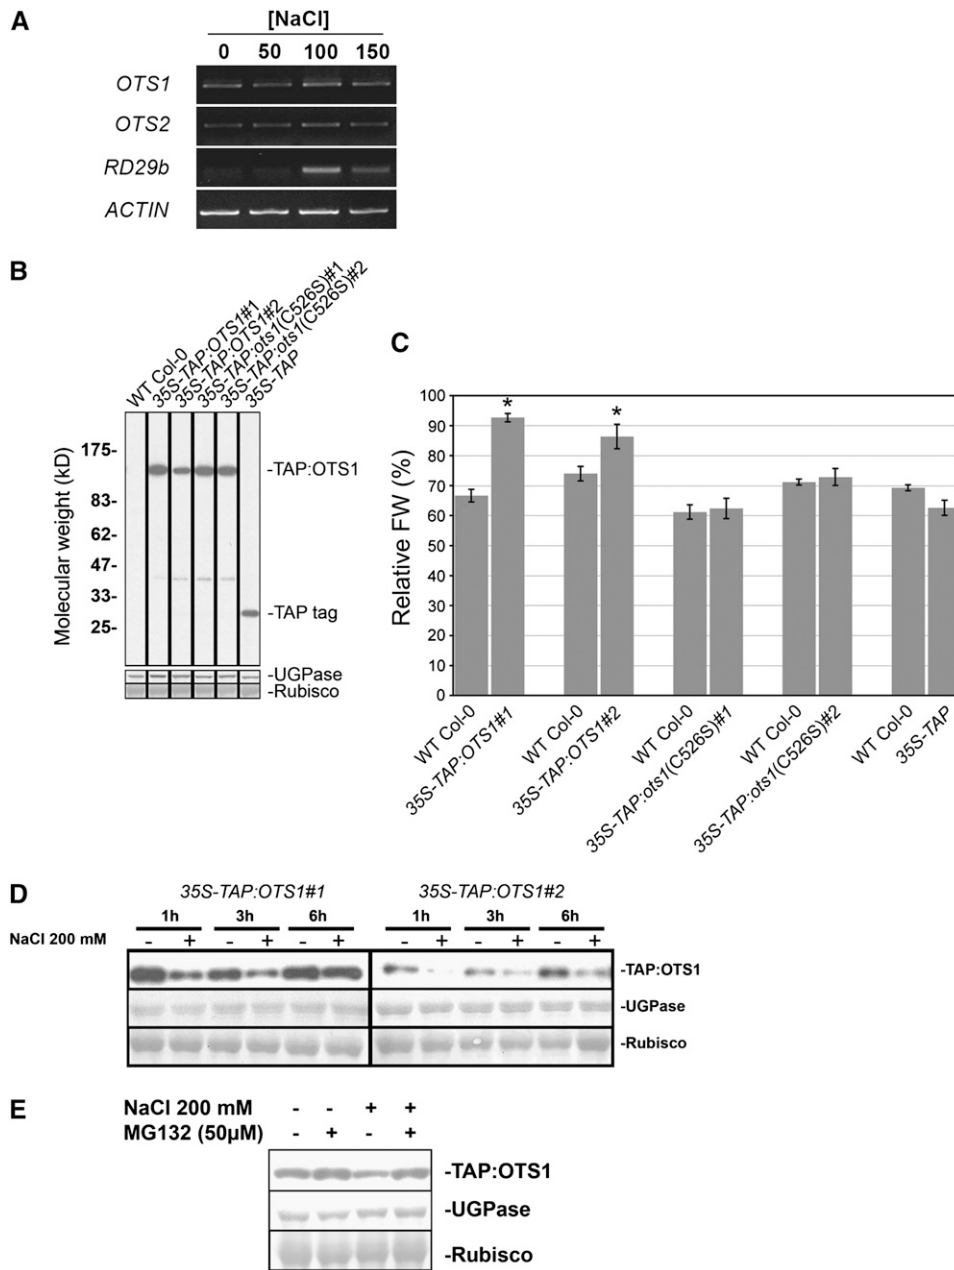 A
[NaCl]
0 50 100 150
OTS1
OTS2
RD29b
ACTIN
B
WT Col-0
35S-TAP:OTS1#1
35S-TAP:OTS1#2
35S-TAP:ots1(C526S)#1
35S-TAP:ots1(C526S)#2
35S-TAP
Molecular weight (kD)
175-
83-
62-
47-
33-
25-
-TAP:OTS1
-TAP tag
-UGPase
-Rubisco
C
Relative FW (%)
100
90
80
70
60
50
40
30
20
10
0
* *
WT Col-0
35S-TAP:OTS1#1
WT Col-0
35S-TAP:OTS1#2
WT Col-0
35S-TAP:ots1(C526S)#1
WT Col-0
35S-TAP:ots1(C526S)#2
WT Col-0
35S-TAP
D
35S-TAP:OTS1#1 35S-TAP:OTS1#2
1h 3h 6h 1h 3h 6h
NaCl 200 mM - + - + - + - + - + - +
-TAP:OTS1
-UGPase
-Rubisco
E
NaCl 200 mM - - + +
MG132 (50µM) - + - +
-TAP:OTS1
-UGPase
-Rubisco